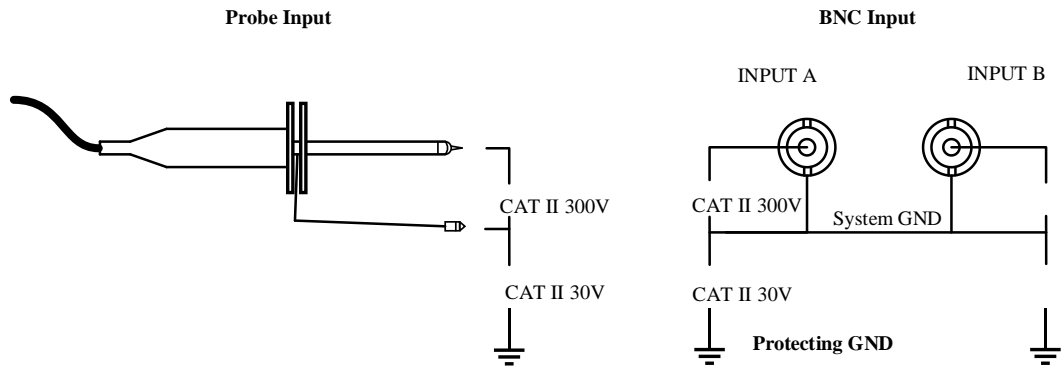 Probe Input
BNC Input
INPUT A
INPUT B
CAT II 300V
CAT II 300V
System GND
CAT II 30V
CAT II 30V
Protecting GND